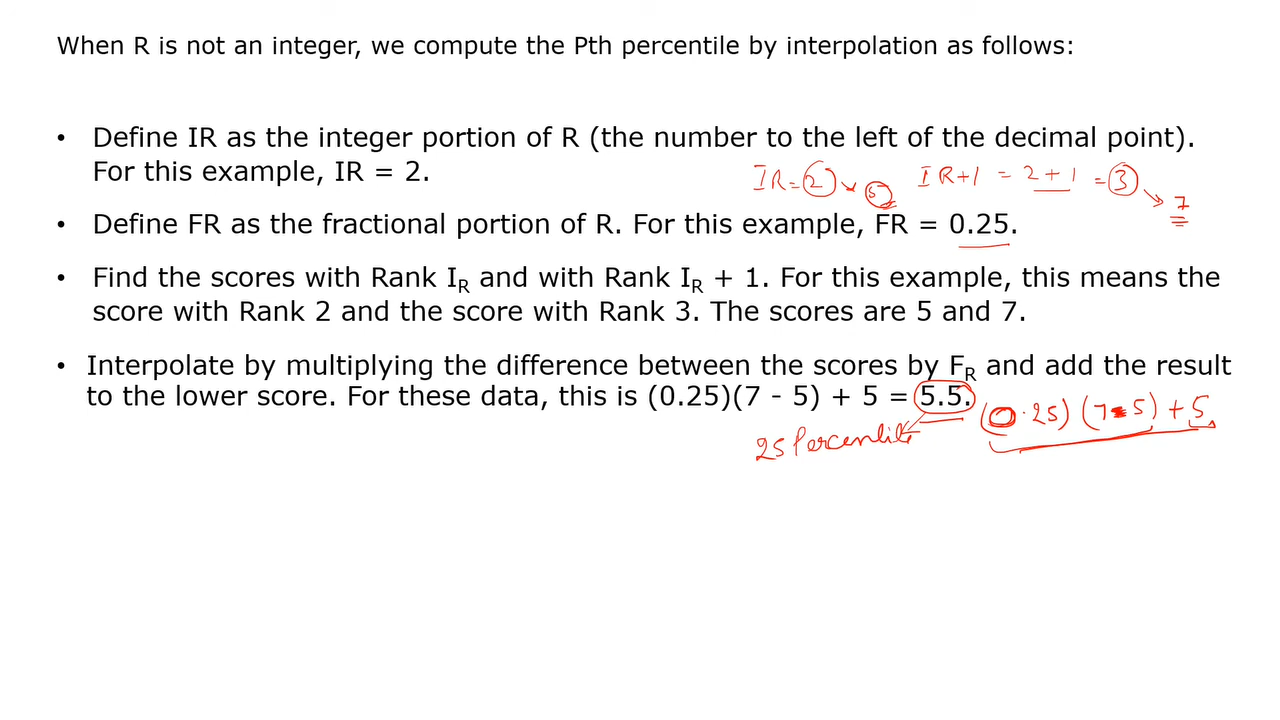 When R is not an integer, we compute the Pth percentile by interpolation as follows:
• Define IR as the integer portion of R (the number to the left of the decimal point).
For this example, IR = 2.
IR = 2 5 IR+1 = 2 + 1 = 3
7
• Define FR as the fractional portion of R. For this example, FR = 0.25.
• Find the scores with Rank IR and with Rank IR + 1. For this example, this means the
score with Rank 2 and the score with Rank 3. The scores are 5 and 7.
• Interpolate by multiplying the difference between the scores by FR and add the result
to the lower score. For these data, this is (0.25)(7 - 5) + 5 = 5.5.
(0.25) (7-5) + 5
25 Percentile